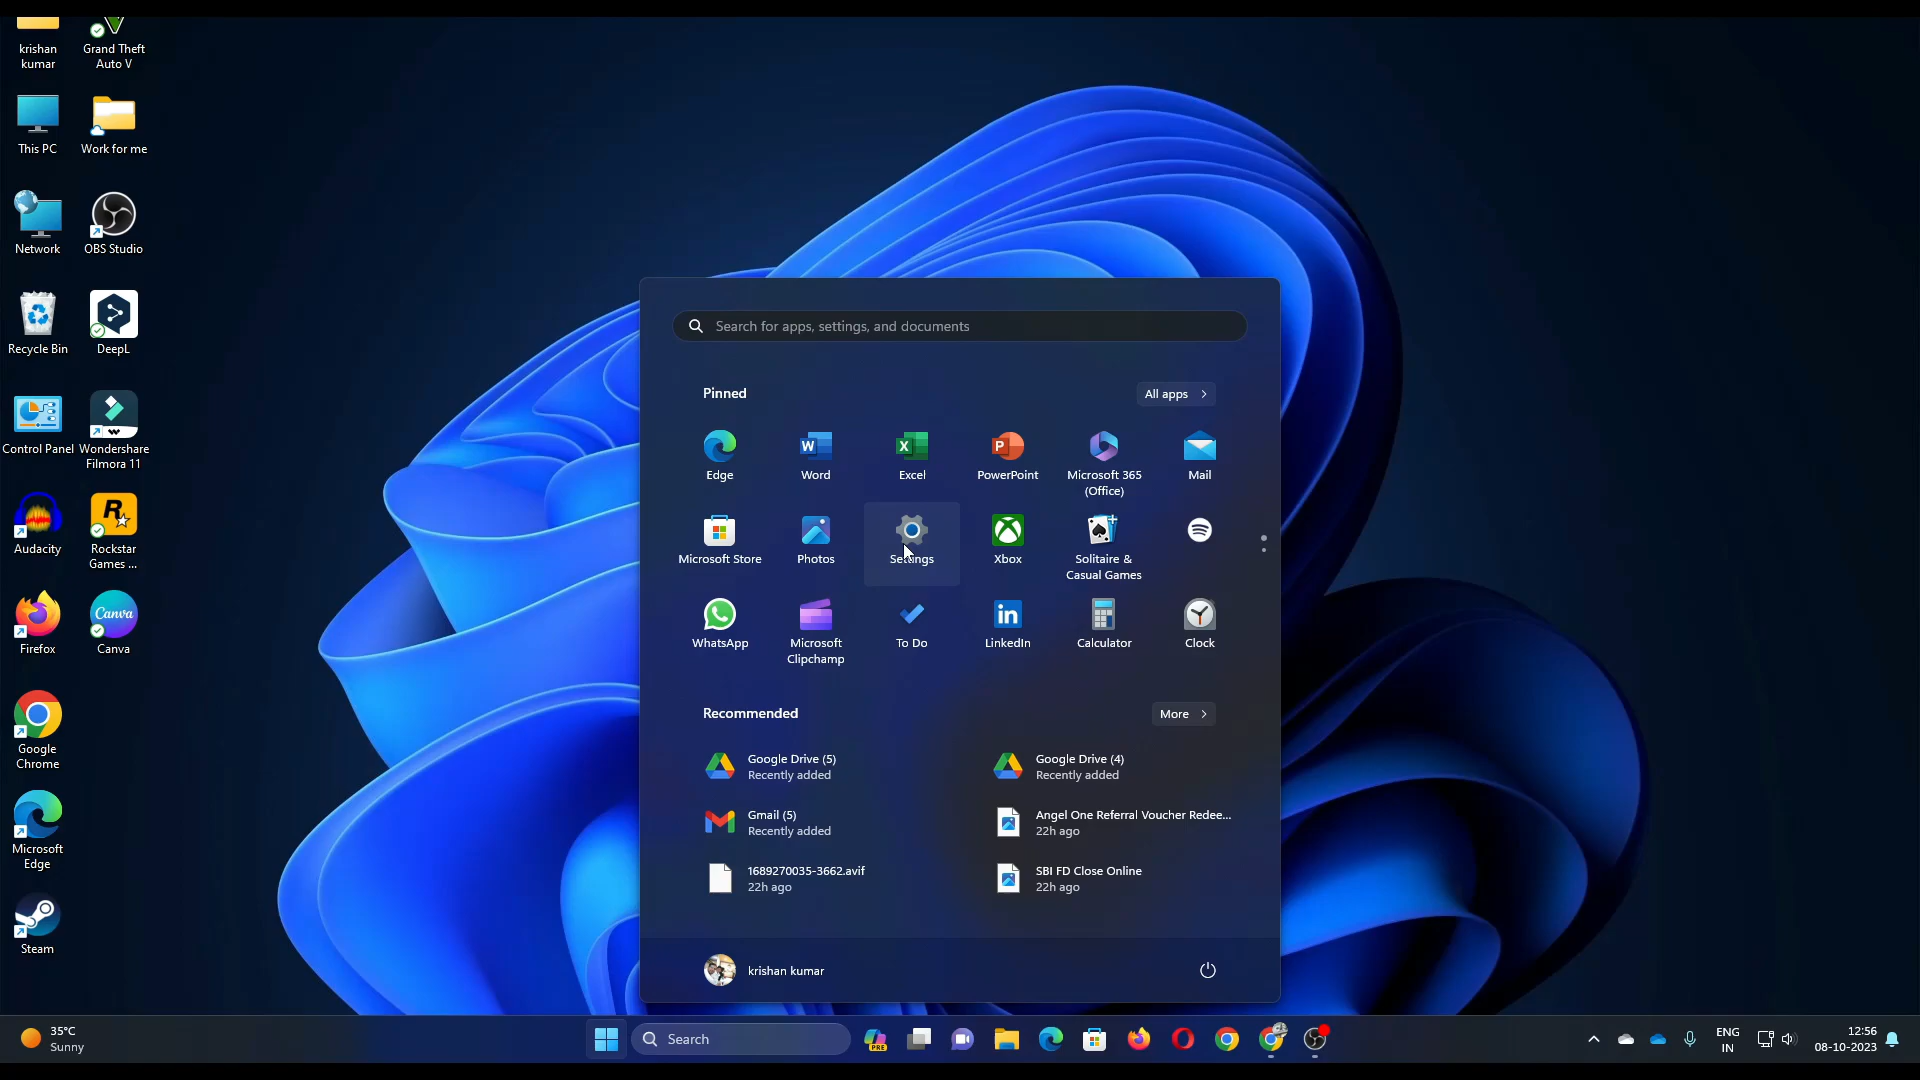 krishan
kumar
Grand Theft
Auto V
This PC
Work for me
Network
OBS Studio
Recycle Bin
DeepL
Control Panel
Wondershare
Filmora 11
Audacity
Rockstar
Games ...
Firefox
Canva
Canva
Google
Chrome
Microsoft
Edge
Steam
Search for apps, settings, and documents
Pinned
All apps
Edge
Word
Excel
PowerPoint
Microsoft 365
(Office)
Mail
Microsoft Store
Photos
Settings
Xbox
Solitaire &
Casual Games
WhatsApp
Microsoft
Clipchamp
To Do
LinkedIn
Calculator
Clock
Recommended
More
Google Drive (5)
Recently added
Google Drive (4)
Recently added
Gmail (5)
Recently added
Angel One Referral Voucher Redee...
22h ago
1689270035-3662.avif
22h ago
SBI FD Close Online
22h ago
krishan kumar
35°C
Sunny
Search
PRE
ENG
IN
12:56
08-10-2023